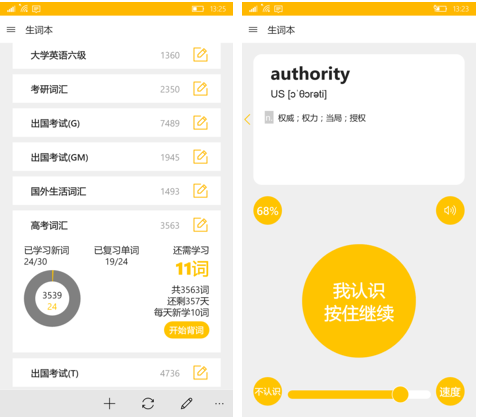 13:25
生词本
大学英语六级 1360
考研词汇 2350
出国考试(G) 7489
出国考试(GM) 1945
国外生活词汇 1493
高考词汇 3563
已学习新词 已复习单词 还需学习
24/30 19/24 11词
3539
24
共3563词
还剩357天
每天新学10词
开始背词
出国考试(T) 4736
13:23
生词本
authority
US [ɔˈθɔrəti]
n. 权威；权力；当局；授权
68%
我认识
按住继续
不认识 速度